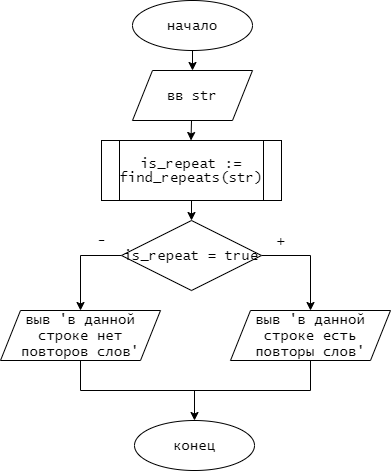 начало
вв str
is_repeat :=
find_repeats(str)
is_repeat = true
-
+
выв 'в данной
строке нет
повторов слов'
выв 'в данной
строке есть
повторы слов'
конец